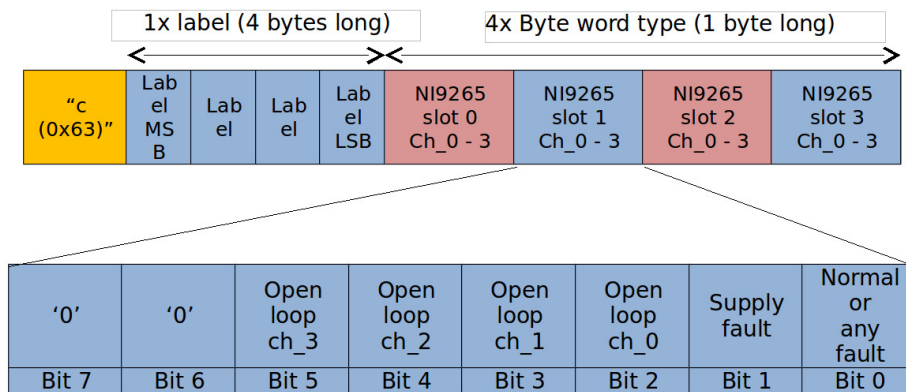 1x label (4 bytes long)
4x Byte word type (1 byte long)
“c
(0x63)”
Lab
el
MS
B
Lab
el
Lab
el
Lab
el
LSB
NI9265
slot 0
Ch_0 - 3
NI9265
slot 1
Ch_0 - 3
NI9265
slot 2
Ch_0 - 3
NI9265
slot 3
Ch_0 - 3
‘0’
‘0’
Open
loop
ch_3
Open
loop
ch_2
Open
loop
ch_1
Open
loop
ch_0
Supply
fault
Normal
or
any
fault
Bit 7
Bit 6
Bit 5
Bit 4
Bit 3
Bit 2
Bit 1
Bit 0